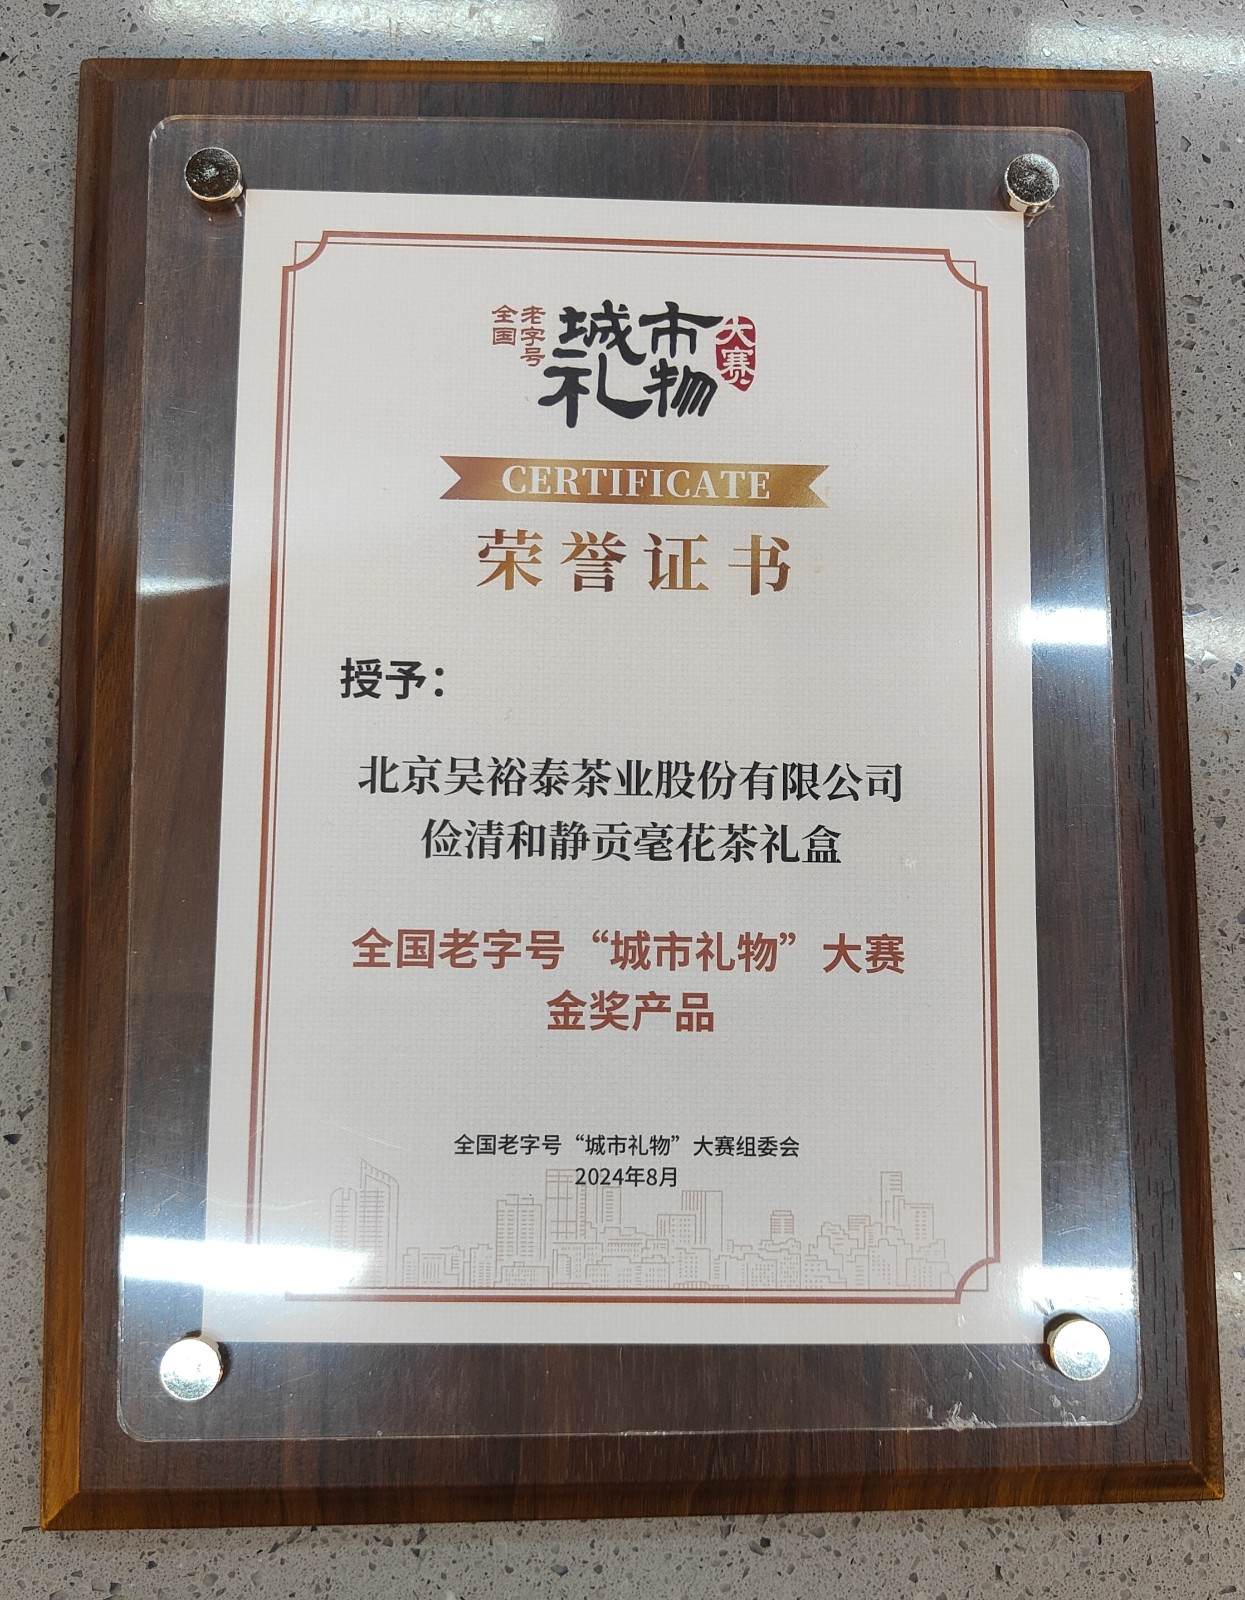 全国老字号
城市礼物
大赛
CERTIFICATE
荣誉证书
授予：
北京吴裕泰茶业股份有限公司
俭清和静贡毫花茶礼盒
全国老字号“城市礼物”大赛
金奖产品
全国老字号“城市礼物”大赛组委会
2024年8月